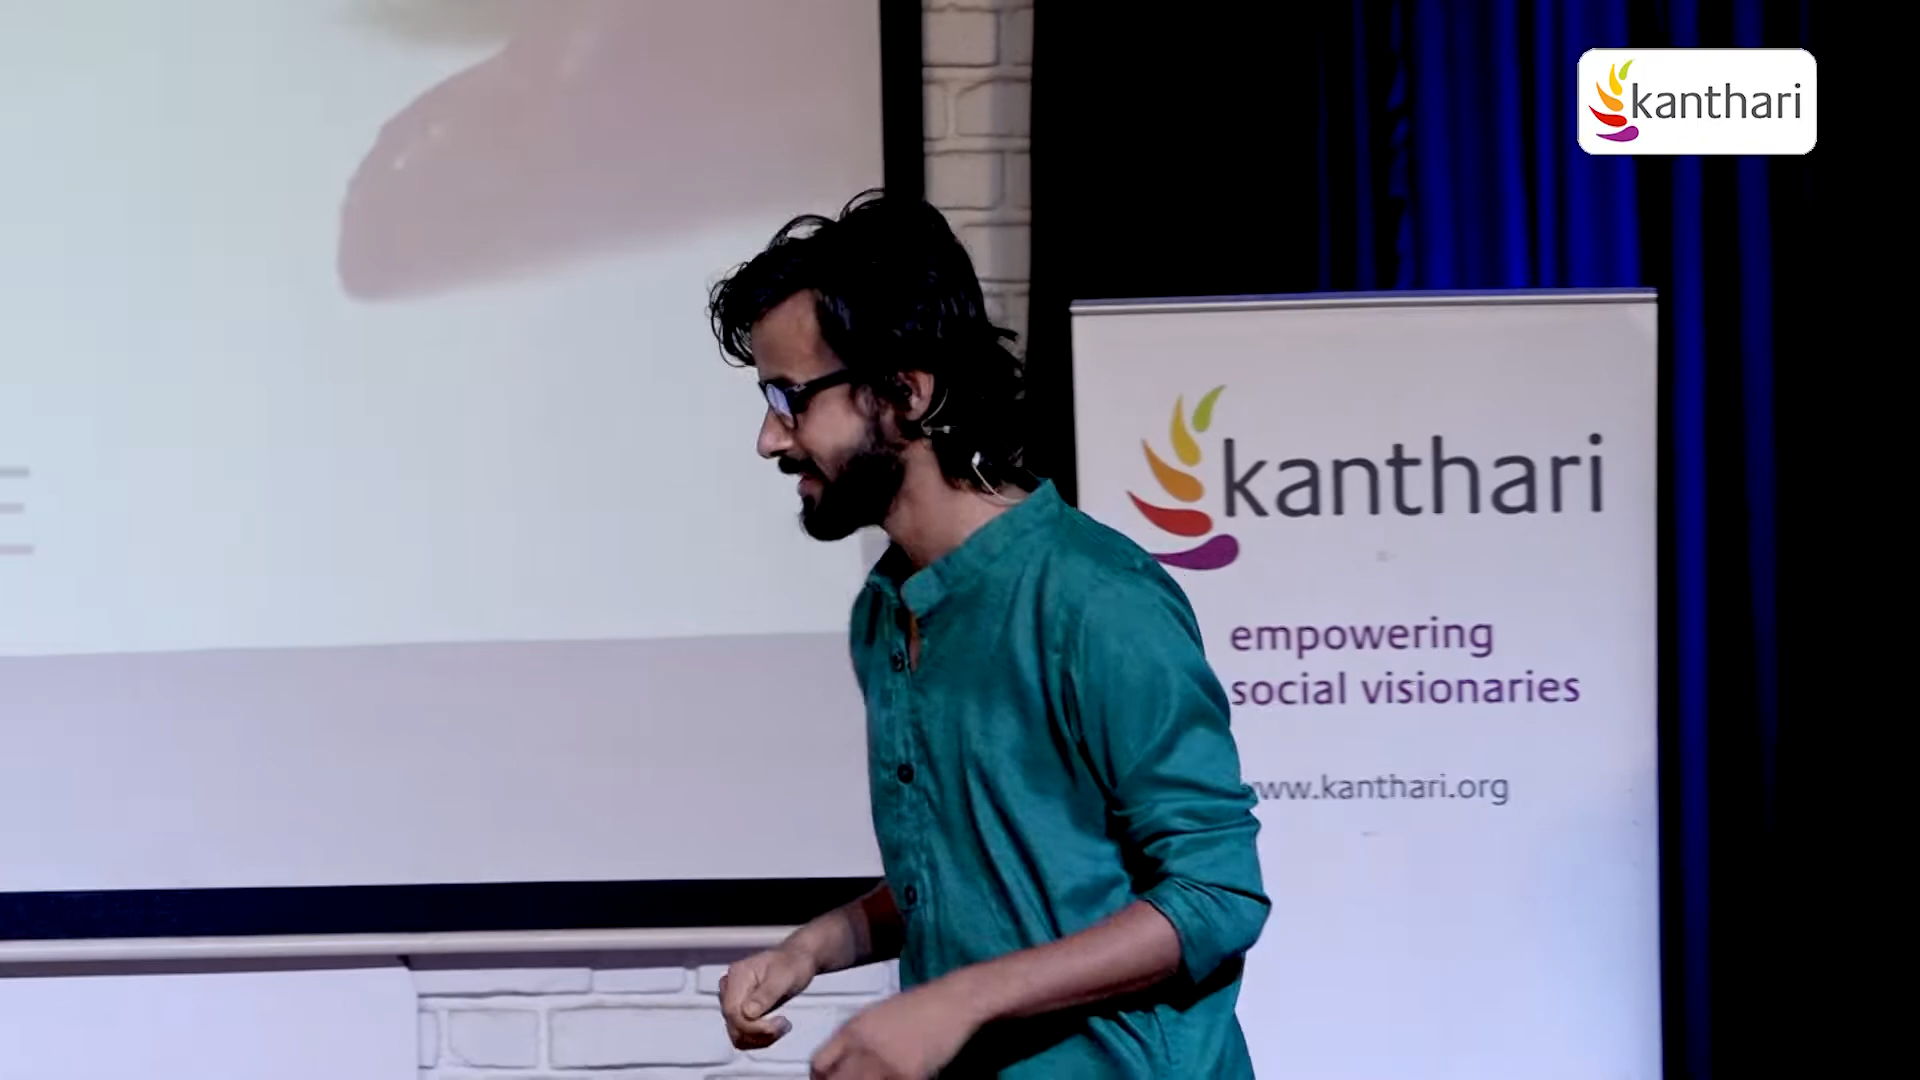 kanthari
kanthari
empowering
social visionaries
www.kanthari.org